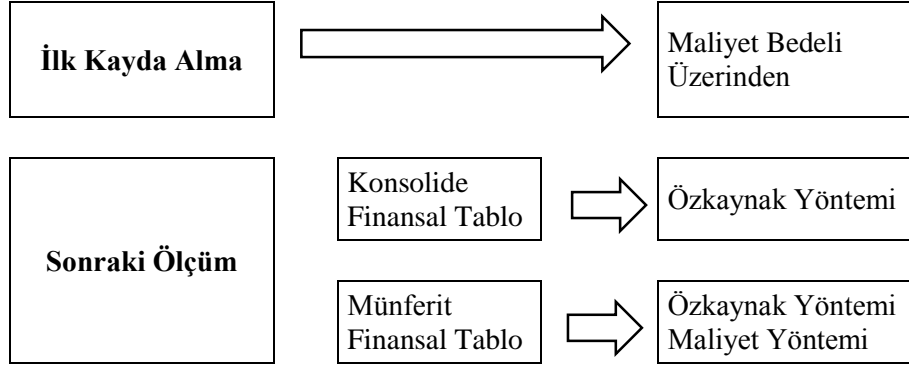 İlk Kayda Alma
Maliyet Bedeli
Üzerinden
Sonraki Ölçüm
Konsolide
Finansal Tablo
Özkaynak Yöntemi
Münferit
Finansal Tablo
Özkaynak Yöntemi
Maliyet Yöntemi